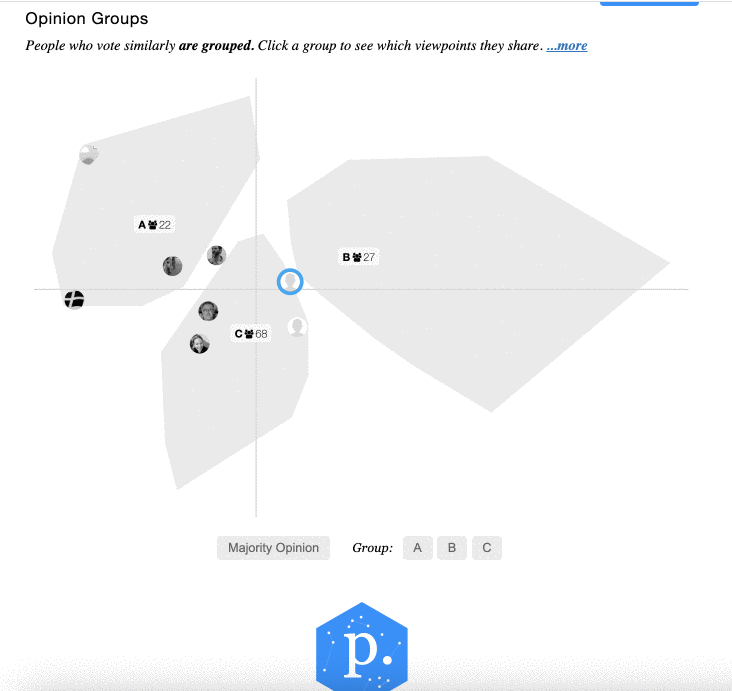 Opinion Groups
People who vote similarly are grouped. Click a group to see which viewpoints they share. ...more
A 22
B 27
C 68
Majority Opinion Group: A B C
p.